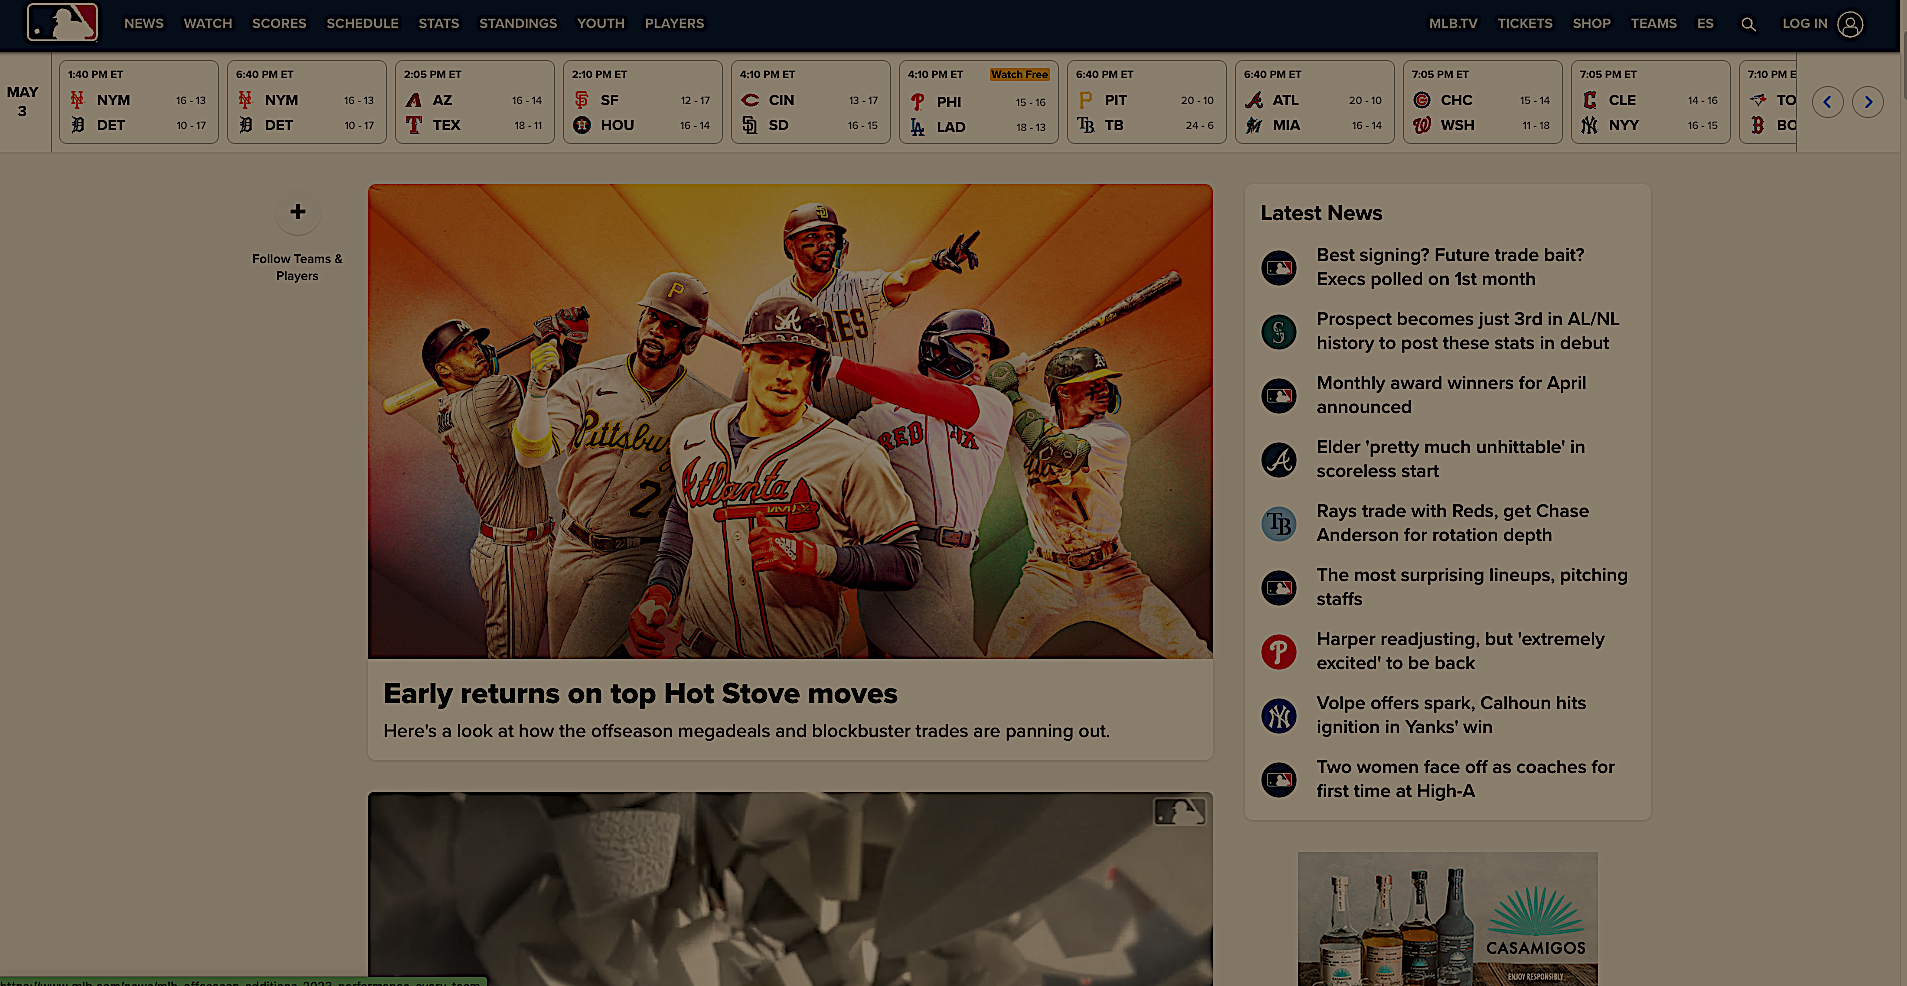 NEWS WATCH SCORES SCHEDULE STATS STANDINGS YOUTH PLAYERS MLB.TV TICKETS SHOP TEAMS ES LOG IN
MAY
3
1:40 PM ET
NYM 16 - 13
DET 10 - 17
6:40 PM ET
NYM 16 - 13
DET 10 - 17
2:05 PM ET
AZ 16 - 14
TEX 18 - 11
2:10 PM ET
SF 12 - 17
HOU 16 - 14
4:10 PM ET
CIN 13 - 17
SD 16 - 15
4:10 PM ET Watch Free
PHI 15 - 16
LAD 18 - 13
6:40 PM ET
PIT 20 - 10
TB 24 - 6
6:40 PM ET
ATL 20 - 10
MIA 16 - 14
7:05 PM ET
CHC 15 - 14
WSH 11 - 18
7:05 PM ET
CLE 14 - 16
NYY 16 - 15
7:10 PM E
TO
BO
Follow Teams &
Players
P
A
RES
Pittsbu
2
Atlanta
RED
1
Early returns on top Hot Stove moves
Here's a look at how the offseason megadeals and blockbuster trades are panning out.
Latest News
Best signing? Future trade bait?
Execs polled on 1st month
Prospect becomes just 3rd in AL/NL
history to post these stats in debut
Monthly award winners for April
announced
Elder 'pretty much unhittable' in
scoreless start
Rays trade with Reds, get Chase
Anderson for rotation depth
The most surprising lineups, pitching
staffs
Harper readjusting, but 'extremely
excited' to be back
Volpe offers spark, Calhoun hits
ignition in Yanks' win
Two women face off as coaches for
first time at High-A
CASAMIGOS
ENJOY RESPONSIBLY
https://www.mlb.com/news/mlb-offseason-additions-2023-performance-every-team